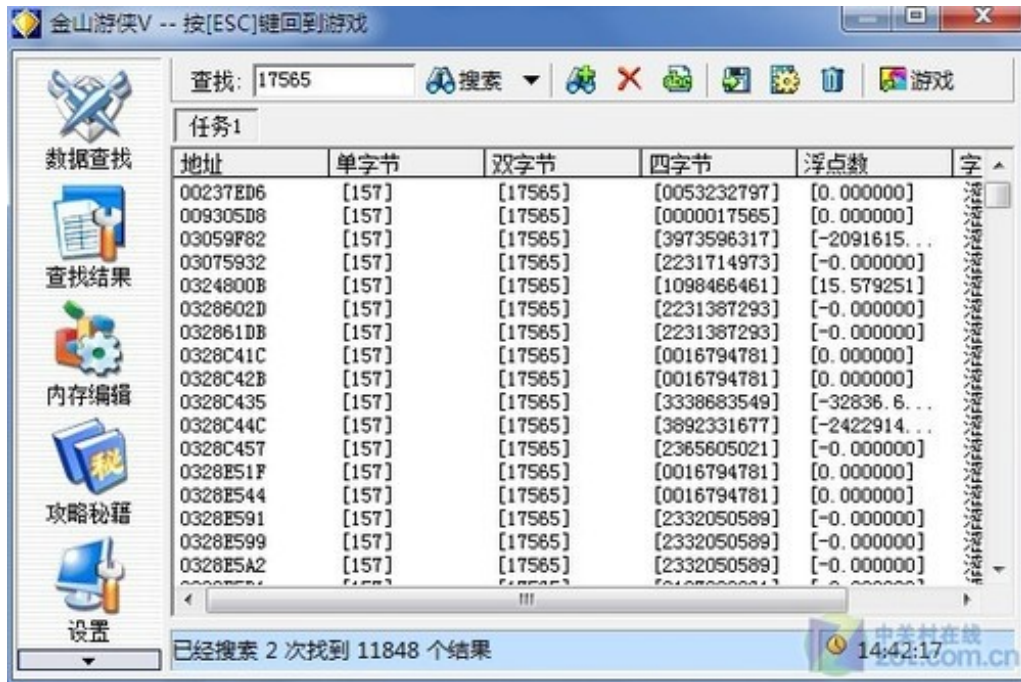 金山游侠V -- 按[ESC]键回到游戏
查找: 17565 搜索 游戏
任务1
地址 单字节 双字节 四字节 浮点数 字
00237ED6 [157] [17565] [0053232797] [0.000000]
009305D8 [157] [17565] [0000017565] [0.000000]
03059F82 [157] [17565] [3973596317] [-2091615...
03075932 [157] [17565] [2231714973] [-0.000000]
0324800B [157] [17565] [1098466461] [15.579251]
0328602D [157] [17565] [2231387293] [-0.000000]
032861DB [157] [17565] [2231387293] [-0.000000]
0328C41C [157] [17565] [0016794781] [0.000000]
0328C42B [157] [17565] [0016794781] [0.000000]
0328C435 [157] [17565] [3338683549] [-32836.6...
0328C44C [157] [17565] [3892331677] [-2422914...
0328C457 [157] [17565] [2365605021] [-0.000000]
0328E51F [157] [17565] [0016794781] [0.000000]
0328E544 [157] [17565] [0016794781] [0.000000]
0328E591 [157] [17565] [2332050589] [-0.000000]
0328E599 [157] [17565] [2332050589] [-0.000000]
0328E5A2 [157] [17565] [2332050589] [-0.000000]
数据查找
查找结果
内存编辑
攻略秘籍
设置
已经搜索 2 次找到 11848 个结果
14:42:17
中关村在线
zol.com.cn